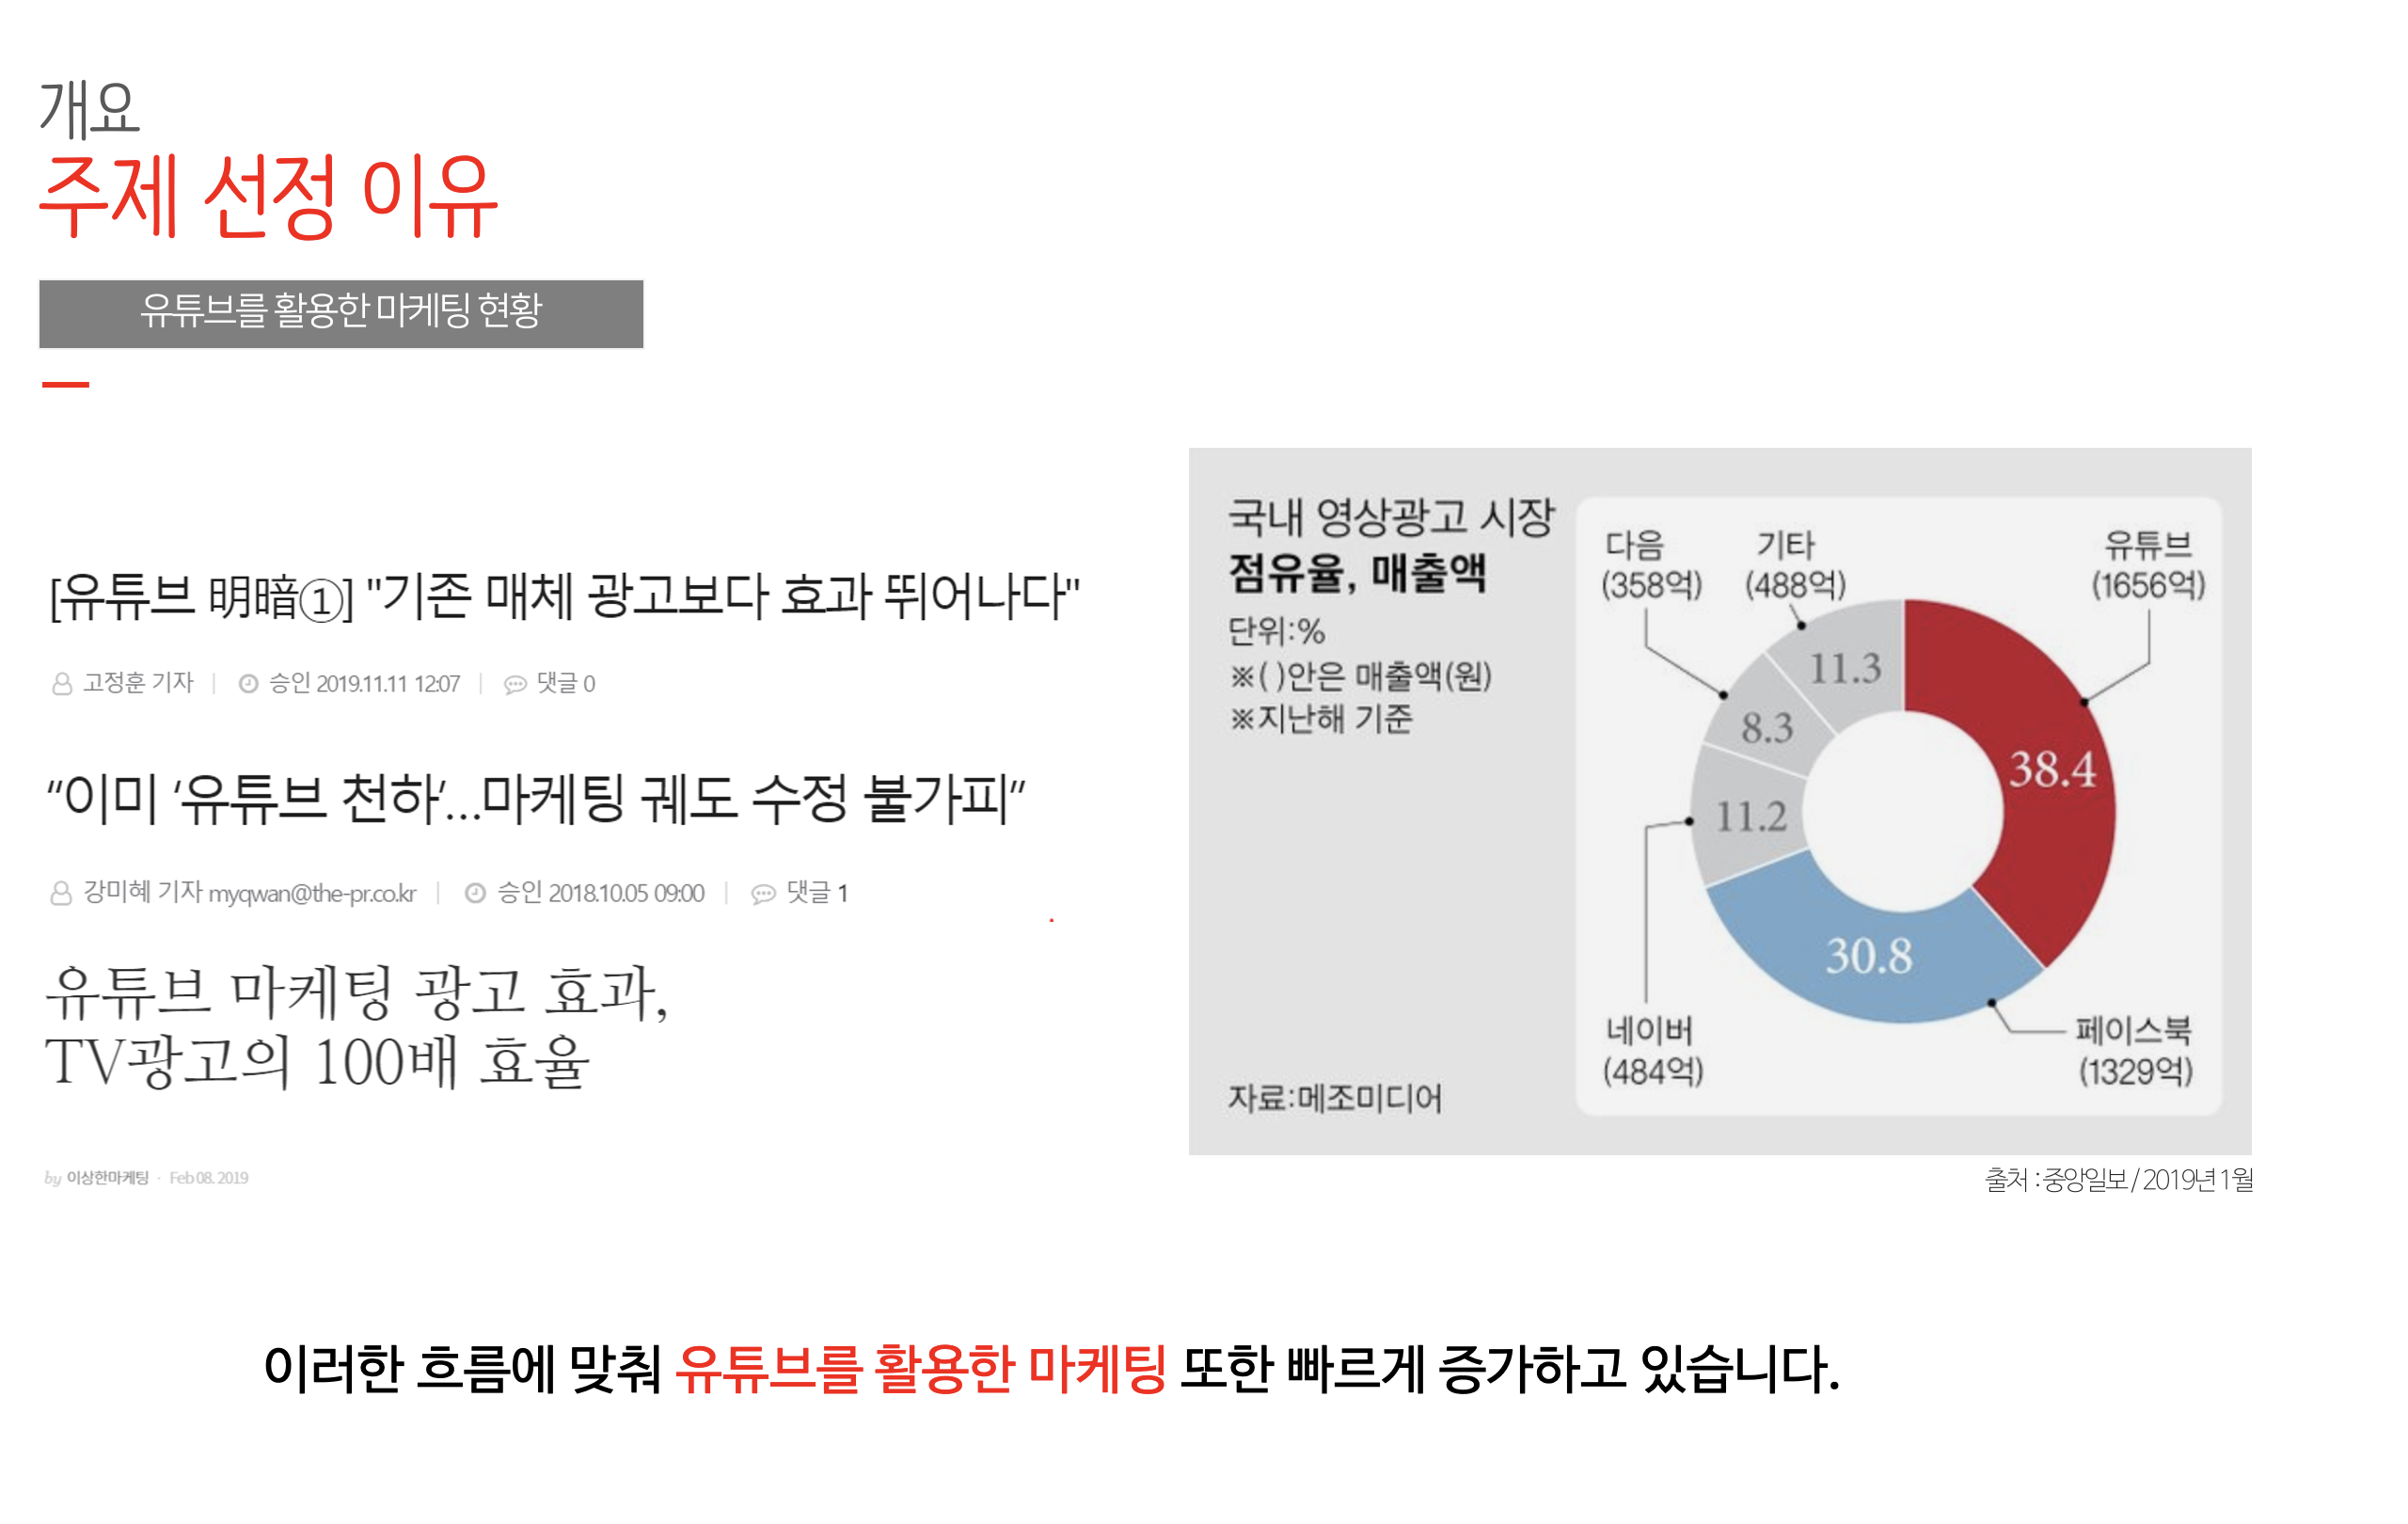 개요
주제 선정 이유
유튜브를 활용한 마케팅 현황
[유튜브 明暗①] "기존 매체 광고보다 효과 뛰어나다"
고정훈 기자 | 승인 2019.11.11 12:07 | 댓글 0
“이미 ‘유튜브 천하’…마케팅 궤도 수정 불가피”
강미혜 기자 myqwan@the-pr.co.kr | 승인 2018.10.05 09:00 | 댓글 1
유튜브 마케팅 광고 효과,
TV광고의 100배 효율
by 이상한마케팅 · Feb 08. 2019
국내 영상광고 시장
점유율, 매출액
단위:%
※( )안은 매출액(원)
※지난해 기준
자료:메조미디어
다음
(358억)
기타
(488억)
유튜브
(1656억)
11.3
8.3
38.4
11.2
30.8
네이버
(484억)
페이스북
(1329억)
출처 : 중앙일보 / 2019년 1월
이러한 흐름에 맞춰 유튜브를 활용한 마케팅 또한 빠르게 증가하고 있습니다.